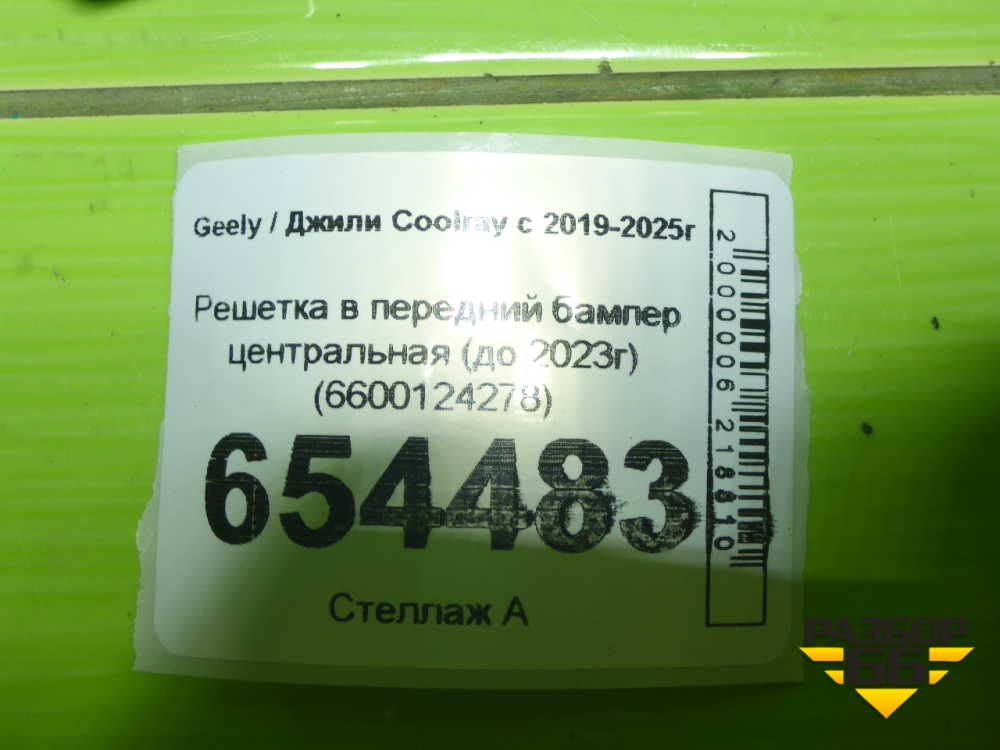 Geely / Джили Coolray с 2019-2025г
Решетка в передний бампер
центральная (до 2023г)
(6600124278)
654483
Стеллаж А
2000006218810
РАЗБОР
66